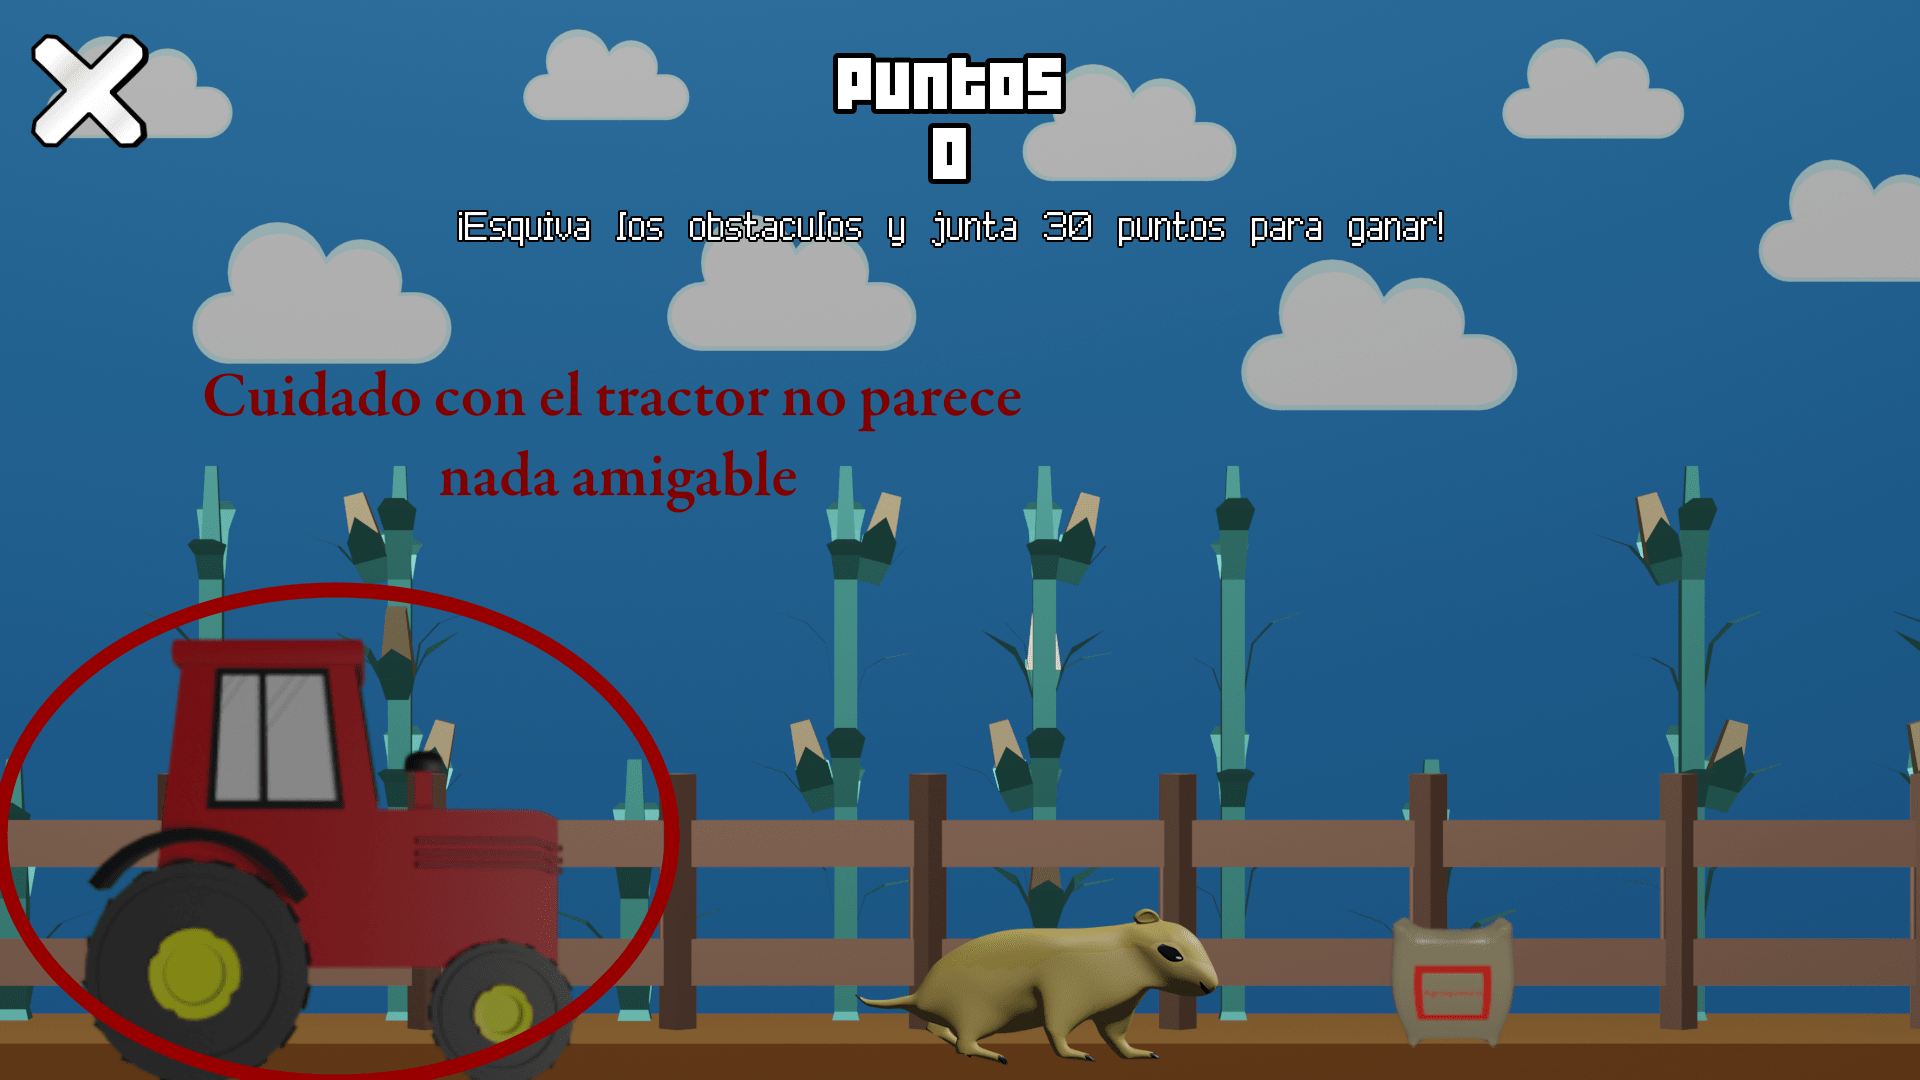 Puntos
0
¡Esquiva los obstaculos y junta 30 puntos para ganar!
Cuidado con el tractor no parece
nada amigable